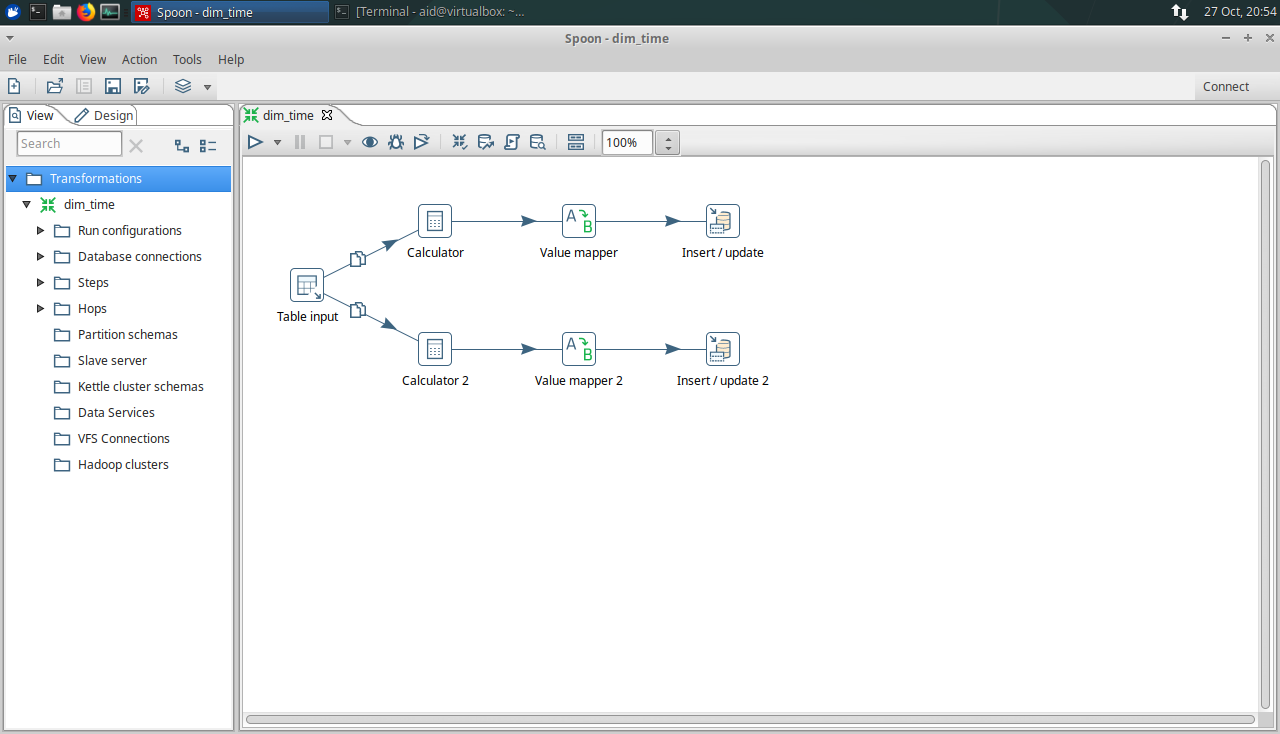 Spoon - dim_time
[Terminal - aid@virtualbox: ~...
27 Oct, 20:54
Spoon - dim_time
File Edit View Action Tools Help
Connect
View Design
dim_time
Search
100%
Transformations
dim_time
Run configurations
Database connections
Steps
Hops
Partition schemas
Slave server
Kettle cluster schemas
Data Services
VFS Connections
Hadoop clusters
A B
Calculator Value mapper Insert / update
Table input
A B
Calculator 2 Value mapper 2 Insert / update 2